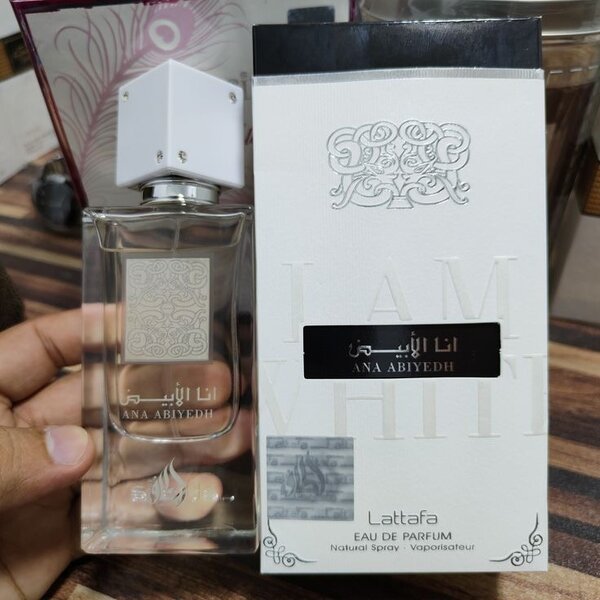 انا الأبيض
ANA ABIYEDH
I AM
انا الأبيض
ANA ABIYEDH
WHITE
Lattafa
EAU DE PARFUM
Natural Spray - Vaporisateur